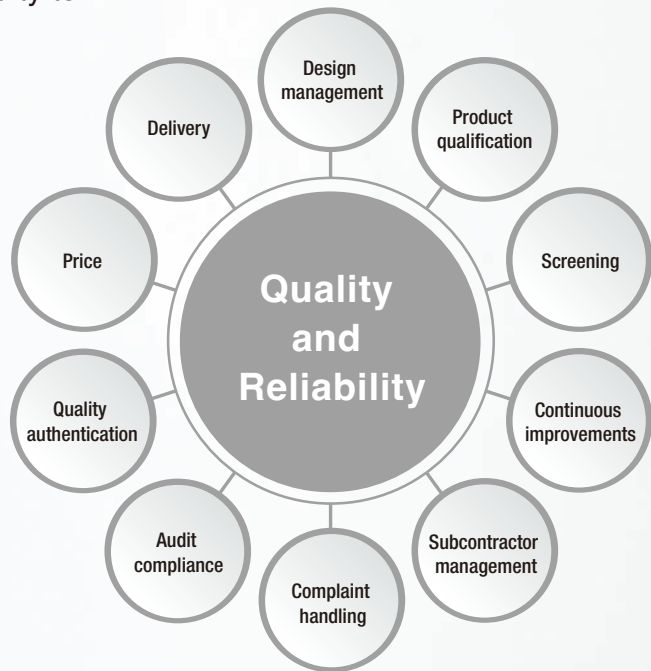 Design
management
Product
qualification
Screening
Continuous
improvements
Subcontractor
management
Complaint
handling
Audit
compliance
Quality
authentication
Price
Delivery
Quality
and
Reliability